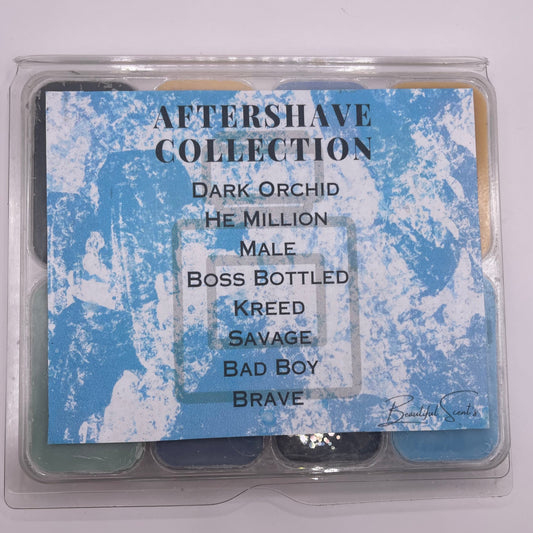 AFTERSHAVE
COLLECTION
DARK ORCHID
HE MILLION
MALE
BOSS BOTTLED
KREED
SAVAGE
BAD BOY
BRAVE
Beautiful Scents